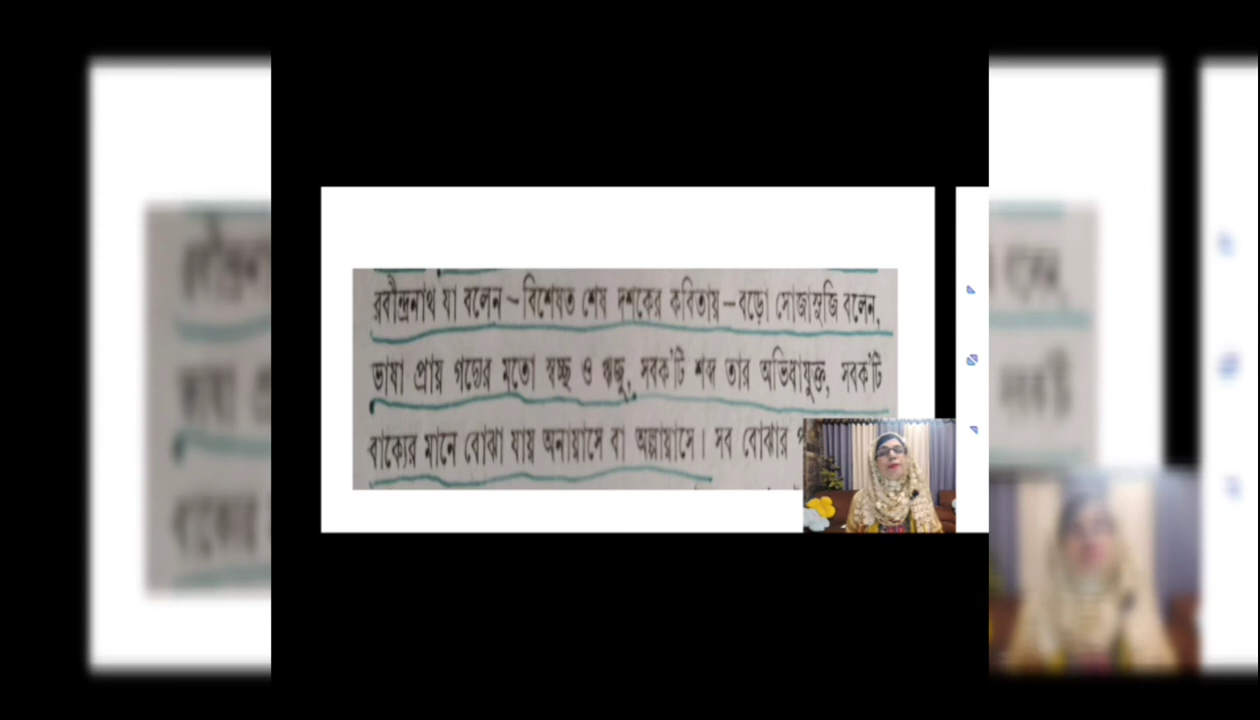 রবীন্দ্রনাথ যা বলেন – বিশেষত শেষ দশকের কবিতায় – বড়ো সোজাসুজি বলেন,
ভাষা প্রায় গদ্যের মতো স্বচ্ছ ও ঋজু, সবক'টি শব্দ তার অভিধাযুক্ত, সবক'টি
বাক্যের মানে বোঝা যায় অনায়াসে বা অল্পায়াসে। সব বোঝার